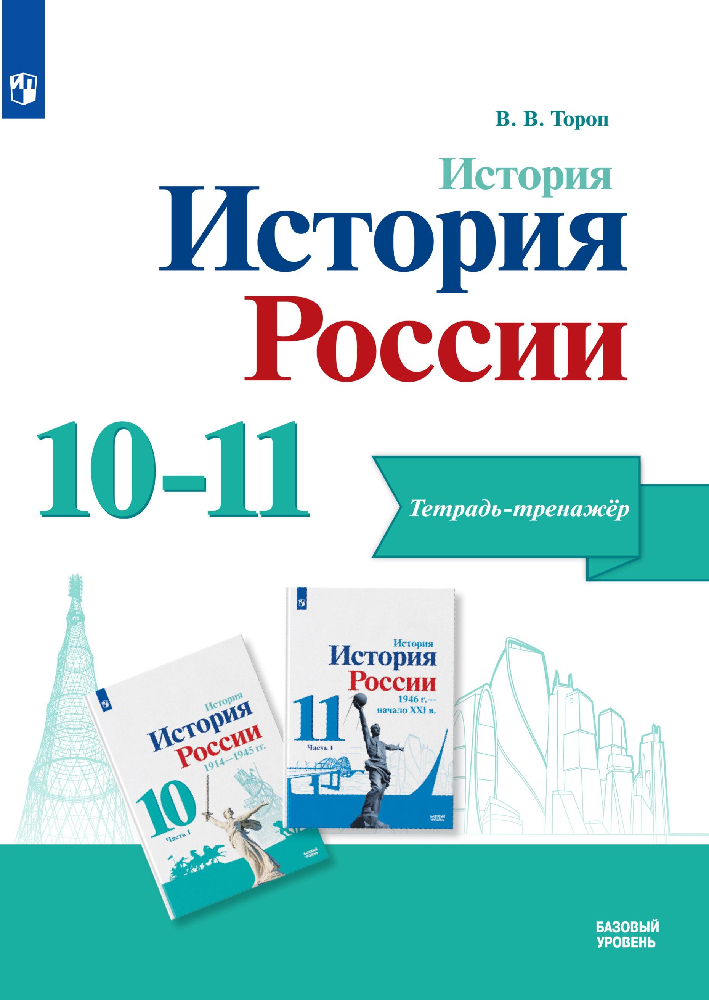 ИП
В. В. Тороп
История
История
России
10-11
Тетрадь-тренажёр
История
История
России
1946 г.—
начало XXI в.
11
Часть 1
БАЗОВЫЙ
УРОВЕНЬ
История
История
России
1914—1945 гг.
10
Часть 1
БАЗОВЫЙ
УРОВЕНЬ
БАЗОВЫЙ
УРОВЕНЬ